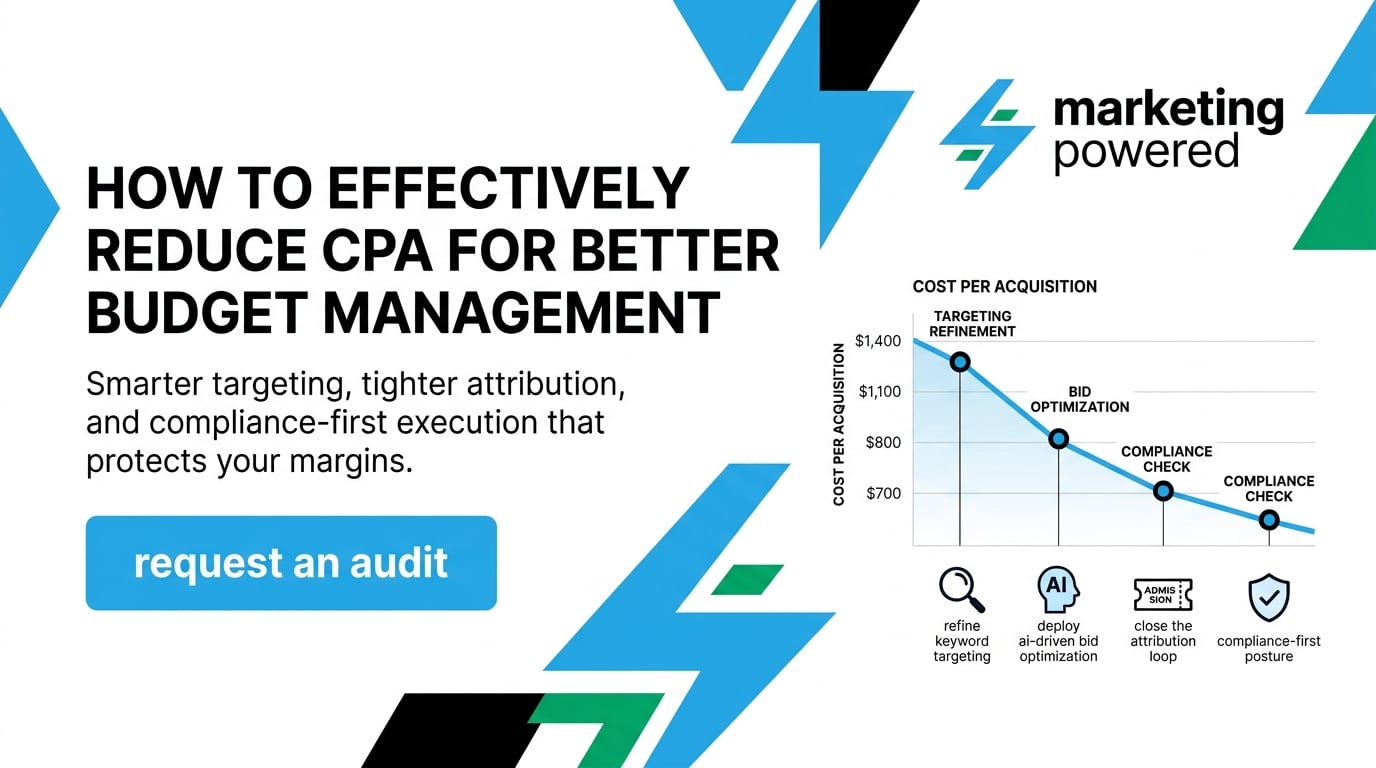 marketing
powered
HOW TO EFFECTIVELY
REDUCE CPA FOR BETTER
BUDGET MANAGEMENT
Smarter targeting, tighter attribution,
and compliance-first execution that
protects your margins.
request an audit
COST PER ACQUISITION
COST PER ACQUISITION
$1,400
$1,100
$800
$700
TARGETING
REFINEMENT
BID
OPTIMIZATION
COMPLIANCE
CHECK
COMPLIANCE
CHECK
refine
keyword
targeting
AI
deploy
ai-driven bid
optimization
ADMIS
SION
close the
attribution
loop
compliance-first
posture